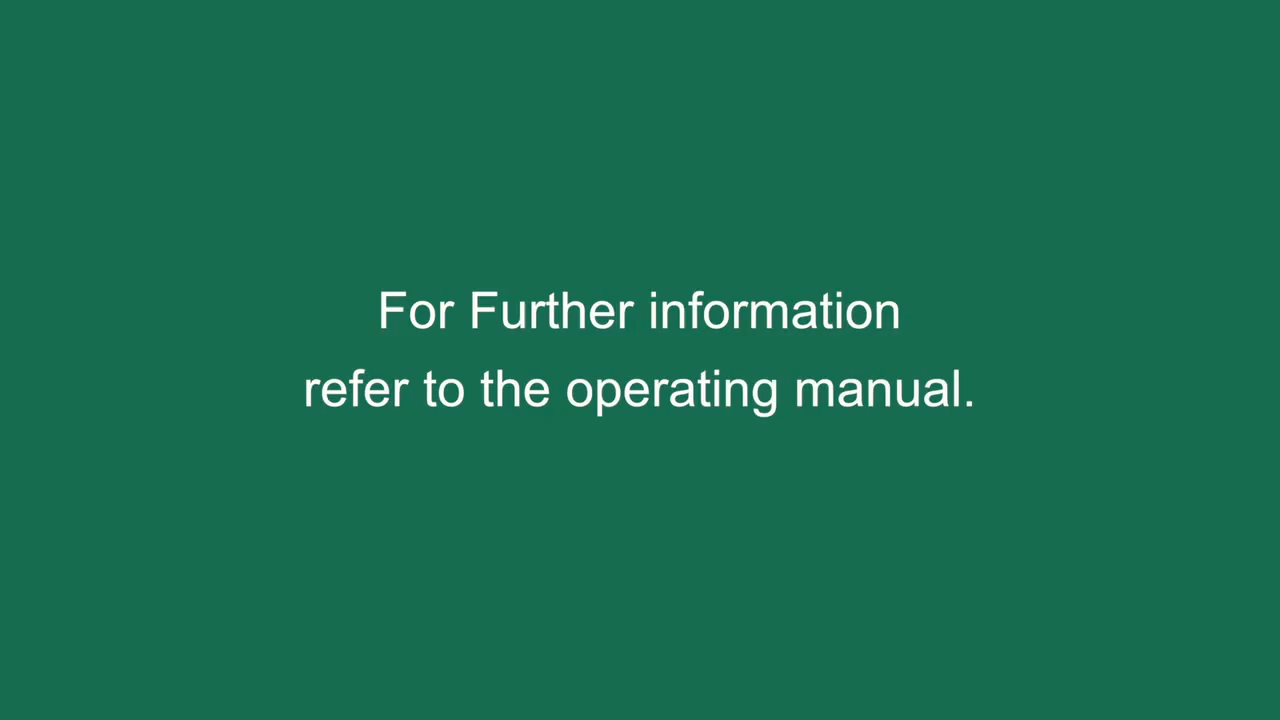 For Further information
refer to the operating manual.